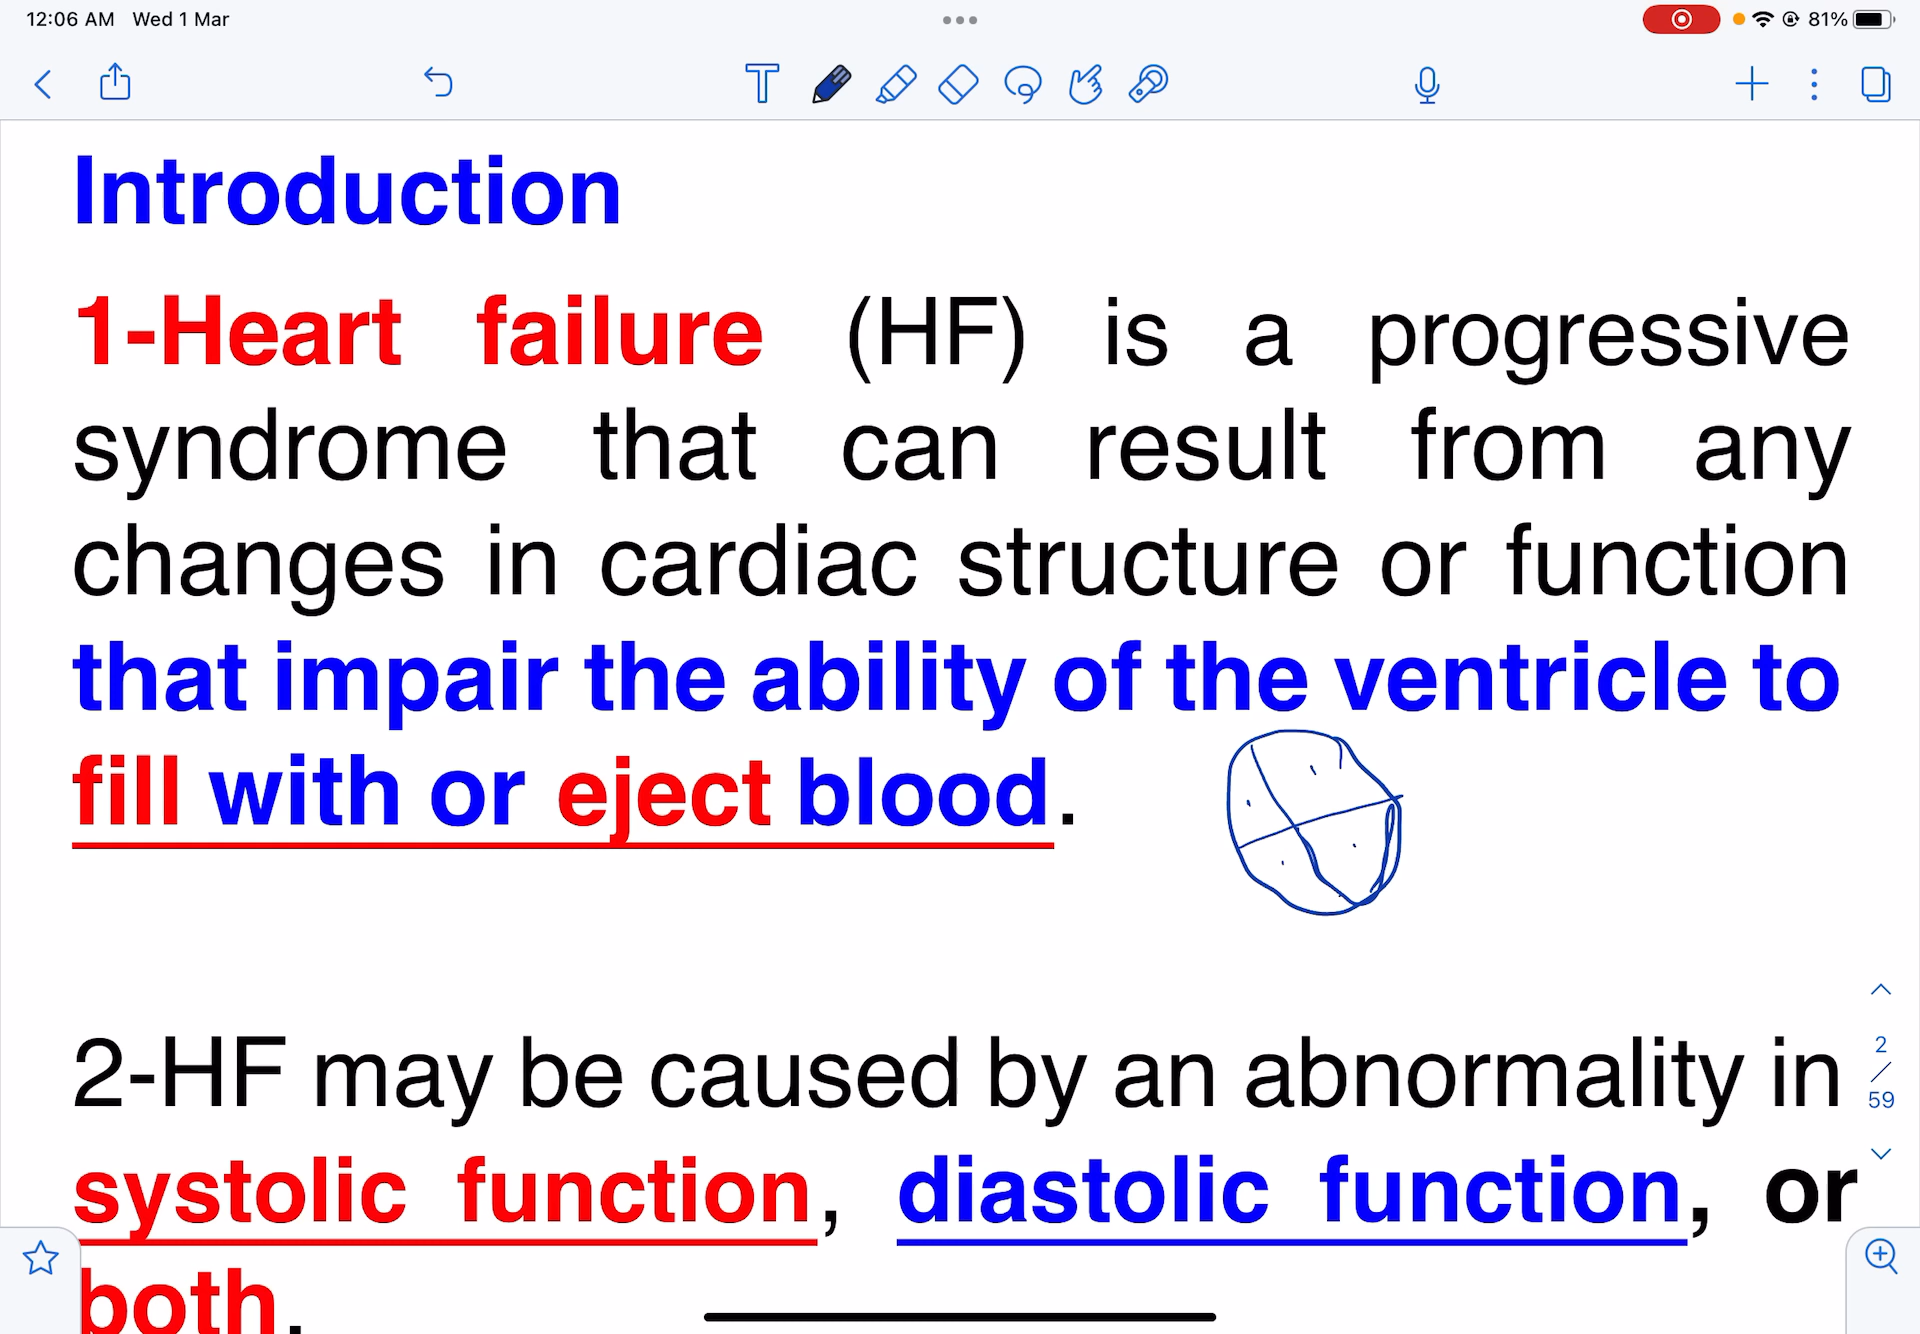 12:06 AM Wed 1 Mar
81%
Introduction
1-Heart failure (HF) is a progressive
syndrome that can result from any
changes in cardiac structure or function
that impair the ability of the ventricle to
fill with or eject blood.
2-HF may be caused by an abnormality in
2
/
59
systolic function, diastolic function, or
both.